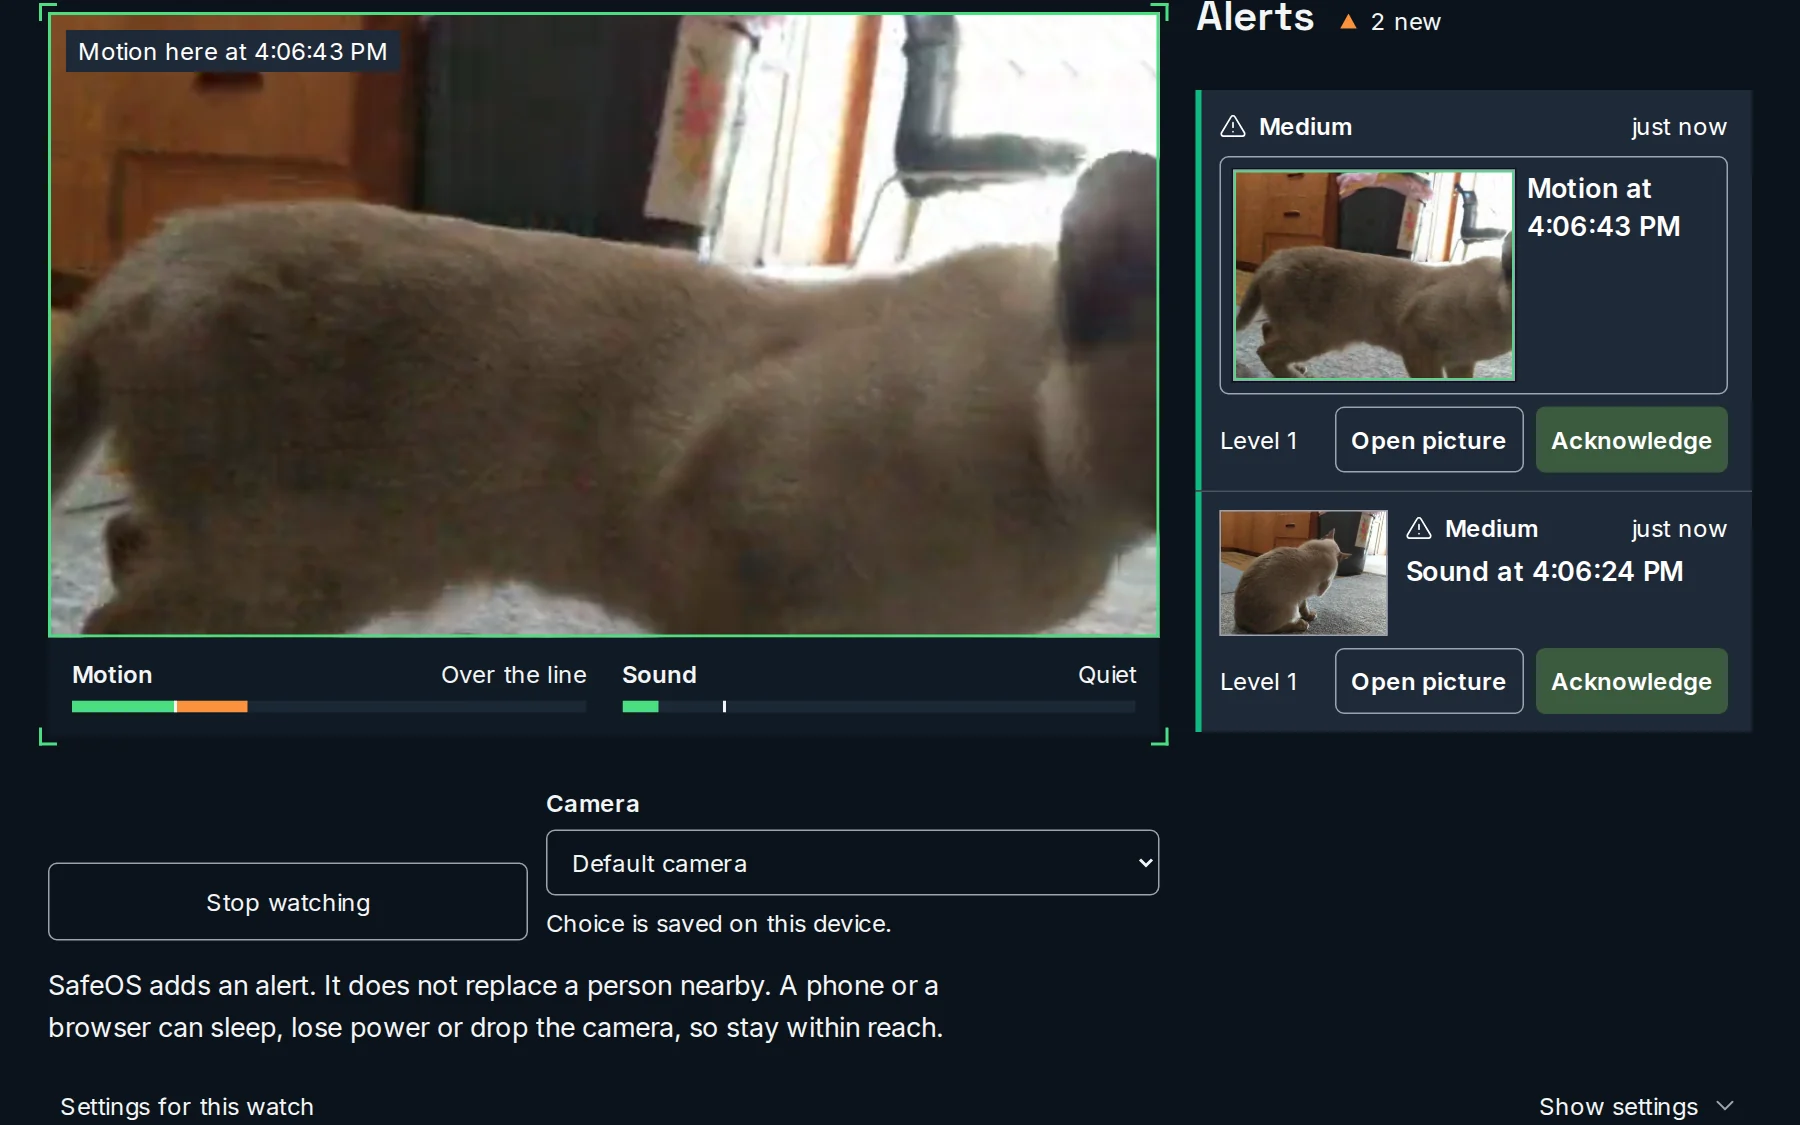 Motion here at 4:06:43 PM
Motion
Over the line
Sound
Quiet
Camera
Default camera
Stop watching
Choice is saved on this device.
SafeOS adds an alert. It does not replace a person nearby. A phone or a
browser can sleep, lose power or drop the camera, so stay within reach.
Alerts
2 new
Medium
just now
Motion at
4:06:43 PM
Level 1
Open picture
Acknowledge
Medium
just now
Sound at 4:06:24 PM
Level 1
Open picture
Acknowledge
Settings for this watch
Show settings